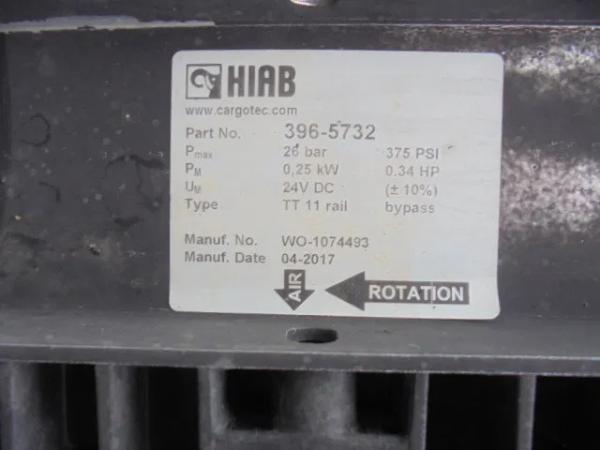 HIAB
www.cargotec.com
Part No. 396-5732
Pmax 26 bar 375 PSI
PM 0,25 kW 0.34 HP
UM 24V DC (± 10%)
Type TT 11 rail bypass
Manuf. No. WO-1074493
Manuf. Date 04-2017
AIR ROTATION